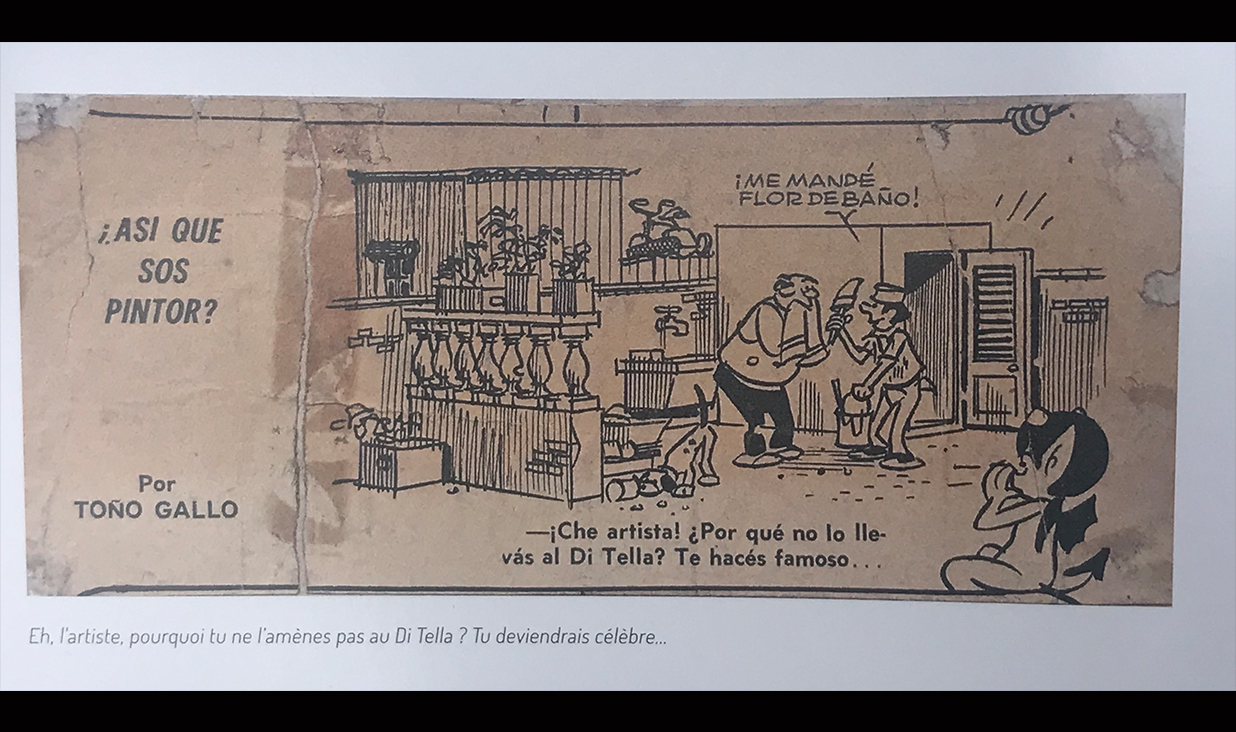 ¿ASI QUE
SOS
PINTOR?
Por
TOÑO GALLO
¡ME MANDÉ
FLOR DE BAÑO!
—¡Che artista! ¿Por qué no lo lle-
vás al Di Tella? Te hacés famoso...
Eh, l'artiste, pourquoi tu ne l'amènes pas au Di Tella ? Tu deviendrais célèbre...